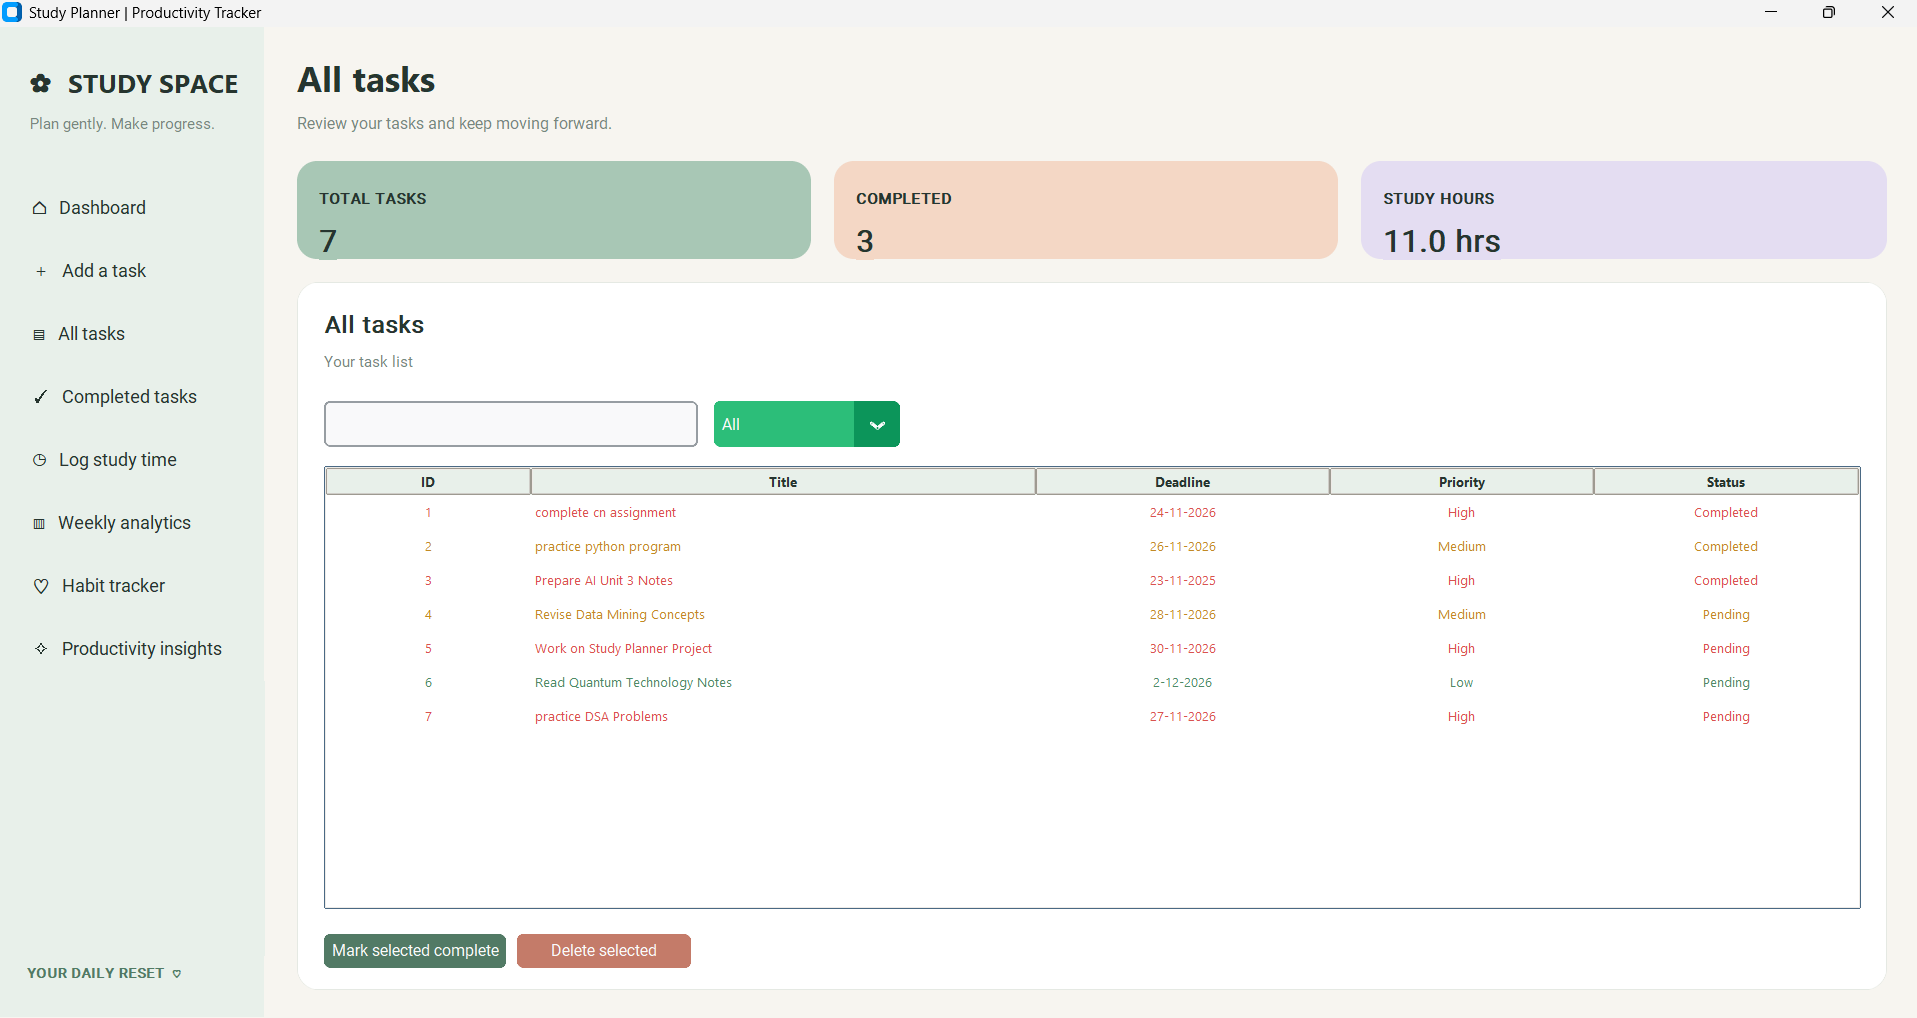 Study Planner | Productivity Tracker
STUDY SPACE
Plan gently. Make progress.
Dashboard
+ Add a task
All tasks
✓ Completed tasks
Log study time
Weekly analytics
♡ Habit tracker
Productivity insights
YOUR DAILY RESET ♡
All tasks
Review your tasks and keep moving forward.
TOTAL TASKS
7
COMPLETED
3
STUDY HOURS
11.0 hrs
All tasks
Your task list
All
ID Title Deadline Priority Status
1 complete cn assignment 24-11-2026 High Completed
2 practice python program 26-11-2026 Medium Completed
3 Prepare AI Unit 3 Notes 23-11-2025 High Completed
4 Revise Data Mining Concepts 28-11-2026 Medium Pending
5 Work on Study Planner Project 30-11-2026 High Pending
6 Read Quantum Technology Notes 2-12-2026 Low Pending
7 practice DSA Problems 27-11-2026 High Pending
Mark selected complete Delete selected